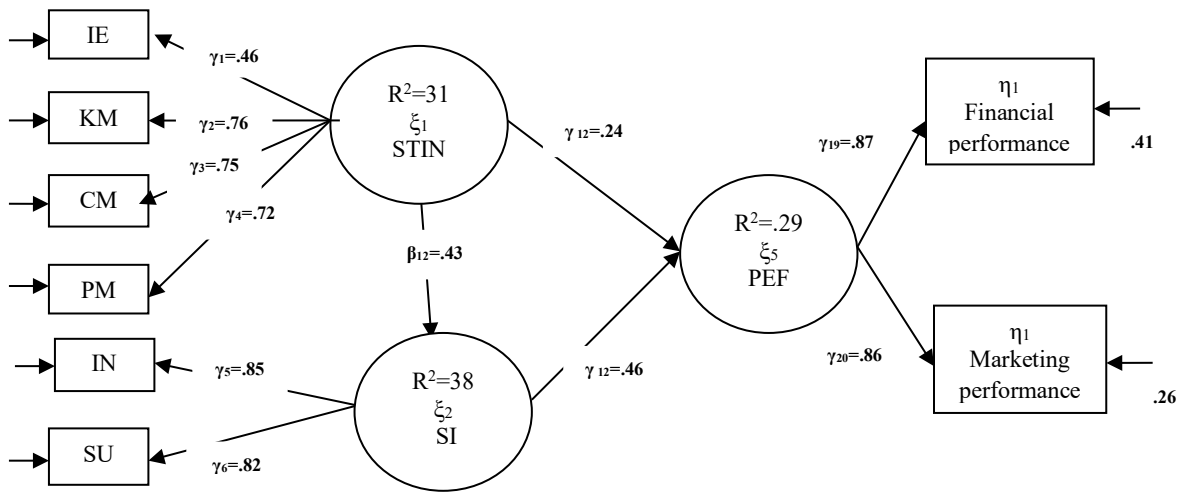 IE
γ₁=.46
KM
γ₂=.76
CM
γ₃=.75
PM
γ₄=.72
IN
γ₅=.85
SU
γ₆=.82
R²=31
ξ₁
STIN
β₁₂=.43
R²=38
ξ₂
SI
γ ₁₂=.24
γ ₁₂=.46
R²=.29
ξ₅
PEF
γ₁₉=.87
γ₂₀=.86
η₁
Financial
performance
.41
η₁
Marketing
performance
.26